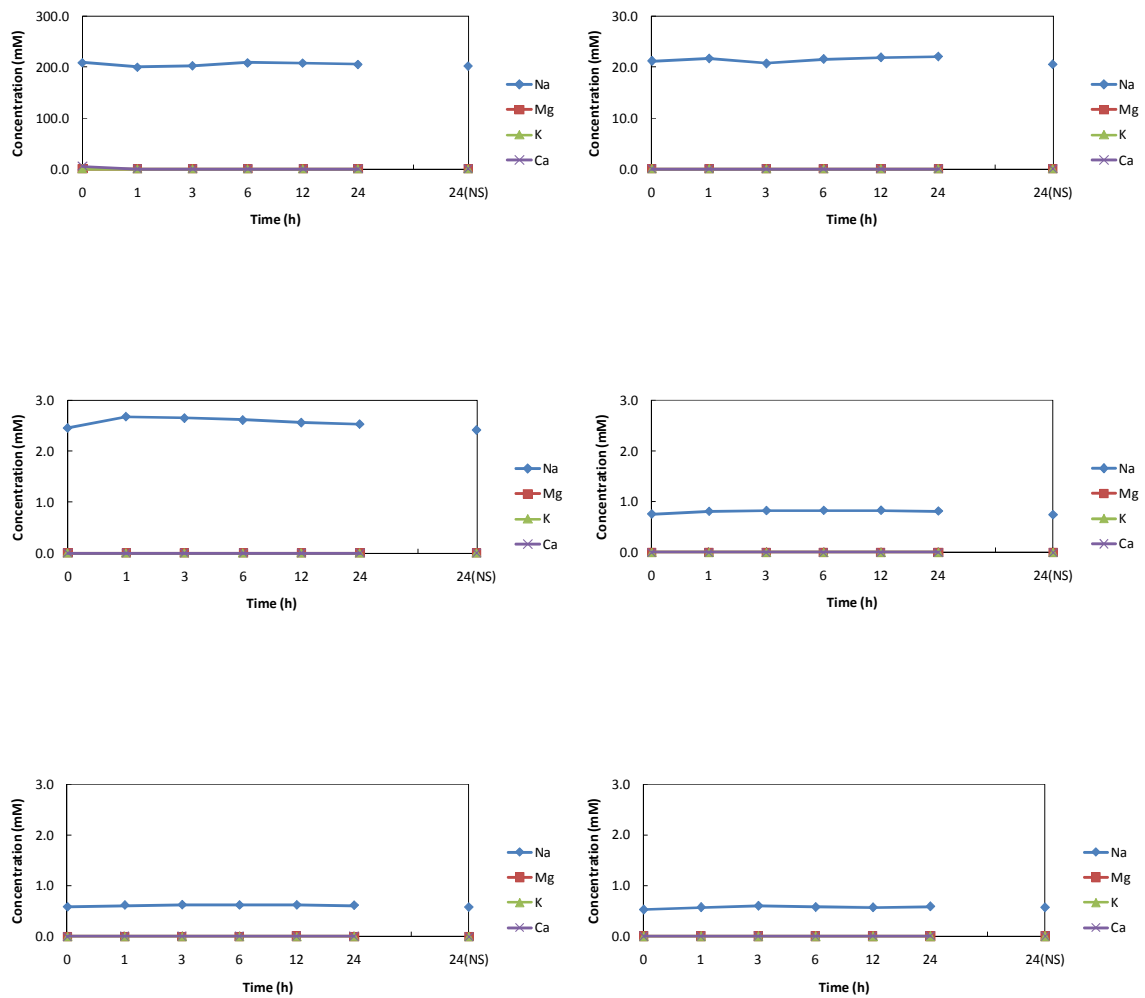 Concentration (mM)
300.0
200.0
100.0
0.0
0 1 3 6 12 24 24(NS)
Time (h)
Na
Mg
K
Ca
Concentration (mM)
30.0
20.0
10.0
0.0
0 1 3 6 12 24 24(NS)
Time (h)
Na
Mg
K
Ca
Concentration (mM)
3.0
2.0
1.0
0.0
0 1 3 6 12 24 24(NS)
Time (h)
Na
Mg
K
Ca
Concentration (mM)
3.0
2.0
1.0
0.0
0 1 3 6 12 24 24(NS)
Time (h)
Na
Mg
K
Ca
Concentration (mM)
3.0
2.0
1.0
0.0
0 1 3 6 12 24 24(NS)
Time (h)
Na
Mg
K
Ca
Concentration (mM)
3.0
2.0
1.0
0.0
0 1 3 6 12 24 24(NS)
Time (h)
Na
Mg
K
Ca